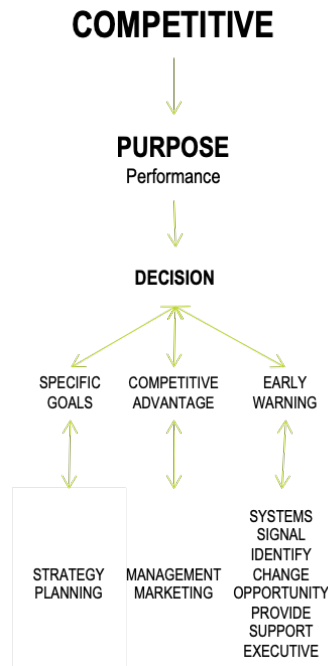 COMPETITIVE
PURPOSE
Performance
DECISION
SPECIFIC
GOALS
COMPETITIVE
ADVANTAGE
EARLY
WARNING
STRATEGY
PLANNING
MANAGEMENT
MARKETING
SYSTEMS
SIGNAL
IDENTIFY
CHANGE
OPPORTUNITY
PROVIDE
SUPPORT
EXECUTIVE